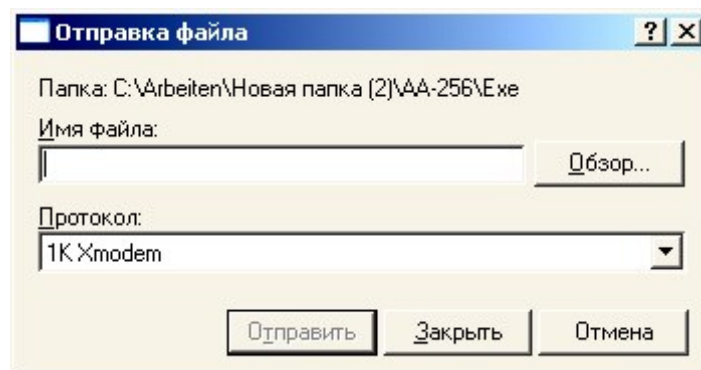 Отправка файла
Папка: C:\Arbeiten\Новая папка (2)\AA-256\Exe
Имя файла:
Обзор...
Протокол:
1K Xmodem
Отправить Закрыть Отмена